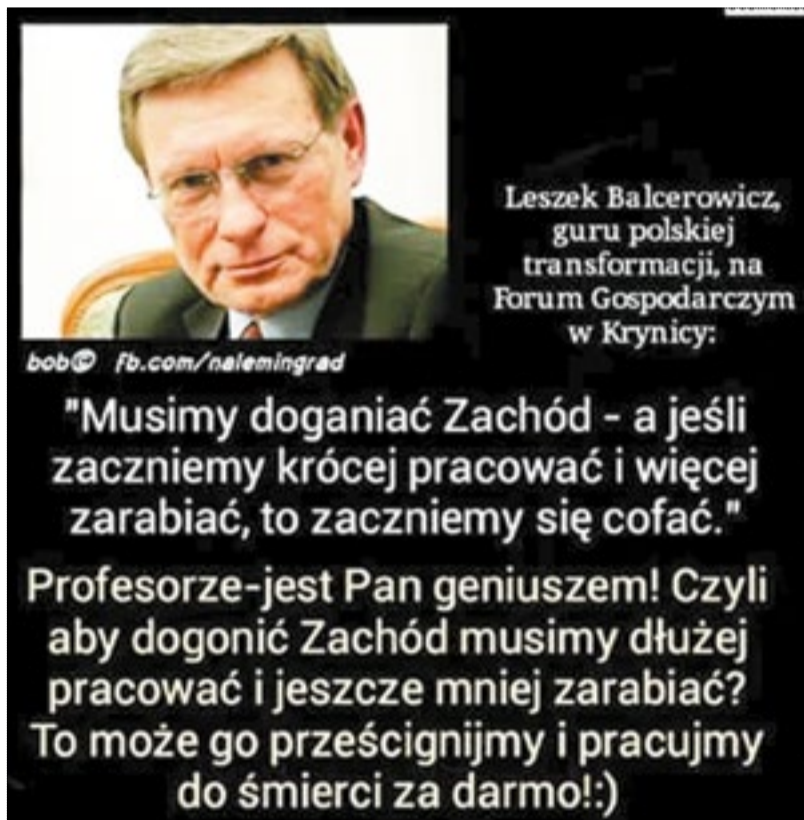 Leszek Balcerowicz,
guru polskiej
transformacji, na
Forum Gospodarczym
w Krynicy:
bob© fb.com/nalemingrad
"Musimy doganiać Zachód - a jeśli
zaczniemy krócej pracować i więcej
zarabiać, to zaczniemy się cofać."
Profesorze-jest Pan geniuszem! Czyli
aby dogonić Zachód musimy dłużej
pracować i jeszcze mniej zarabiać?
To może go prześcignijmy i pracujmy
do śmierci za darmo!:)